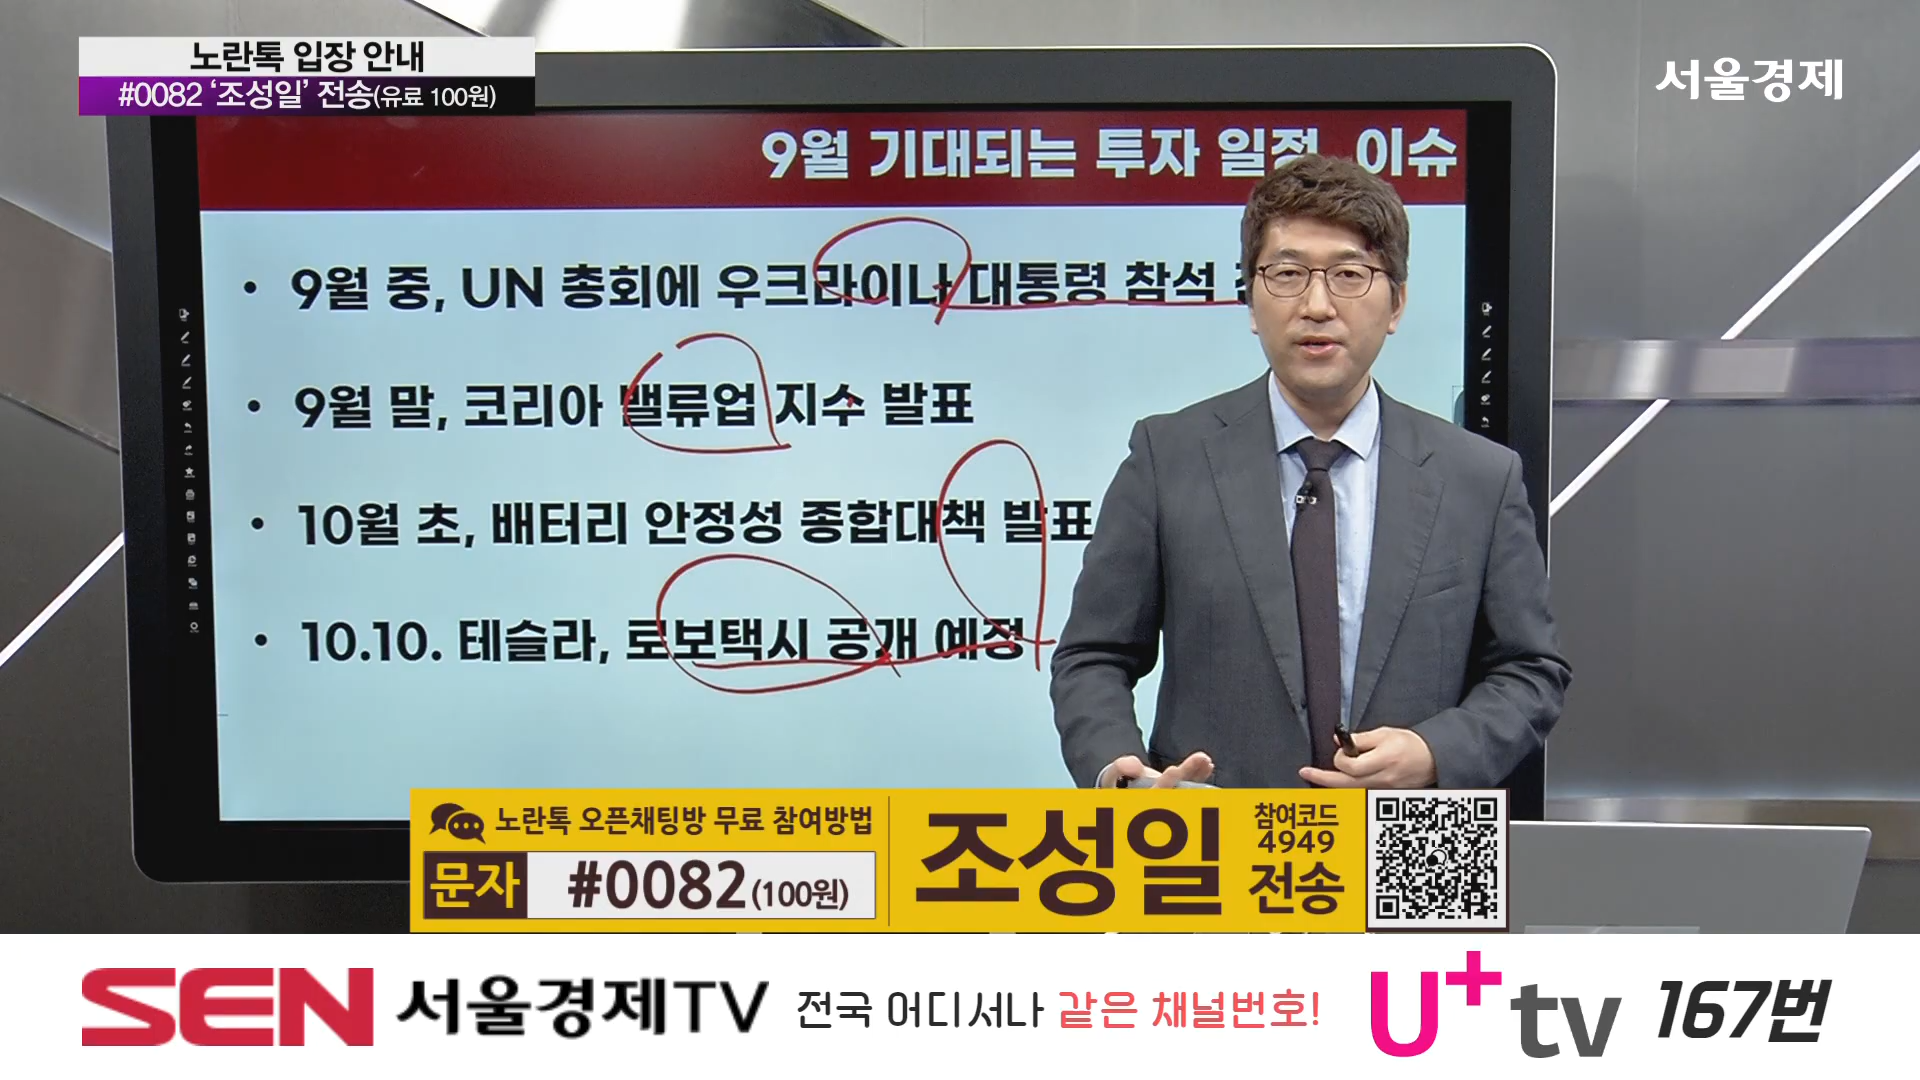 노란톡 입장 안내
#0082 ‘조성일’ 전송(유료 100원)
서울경제
9월 기대되는 투자 일정, 이슈
• 9월 중, UN 총회에 우크라이나 대통령 참석
• 9월 말, 코리아 밸류업 지수 발표
• 10월 초, 배터리 안정성 종합대책 발표
• 10.10. 테슬라, 로보택시 공개 예정
노란톡 오픈채팅방 무료 참여방법
문자 #0082(100원)
조성일
참여코드
4949
전송
SEN 서울경제TV 전국 어디서나 같은 채널번호! U+tv 167번